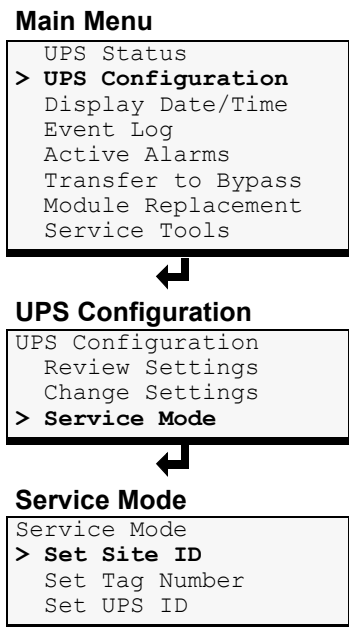 Main Menu
UPS Status
> UPS Configuration
Display Date/Time
Event Log
Active Alarms
Transfer to Bypass
Module Replacement
Service Tools
UPS Configuration
UPS Configuration
Review Settings
Change Settings
> Service Mode
Service Mode
Service Mode
> Set Site ID
Set Tag Number
Set UPS ID